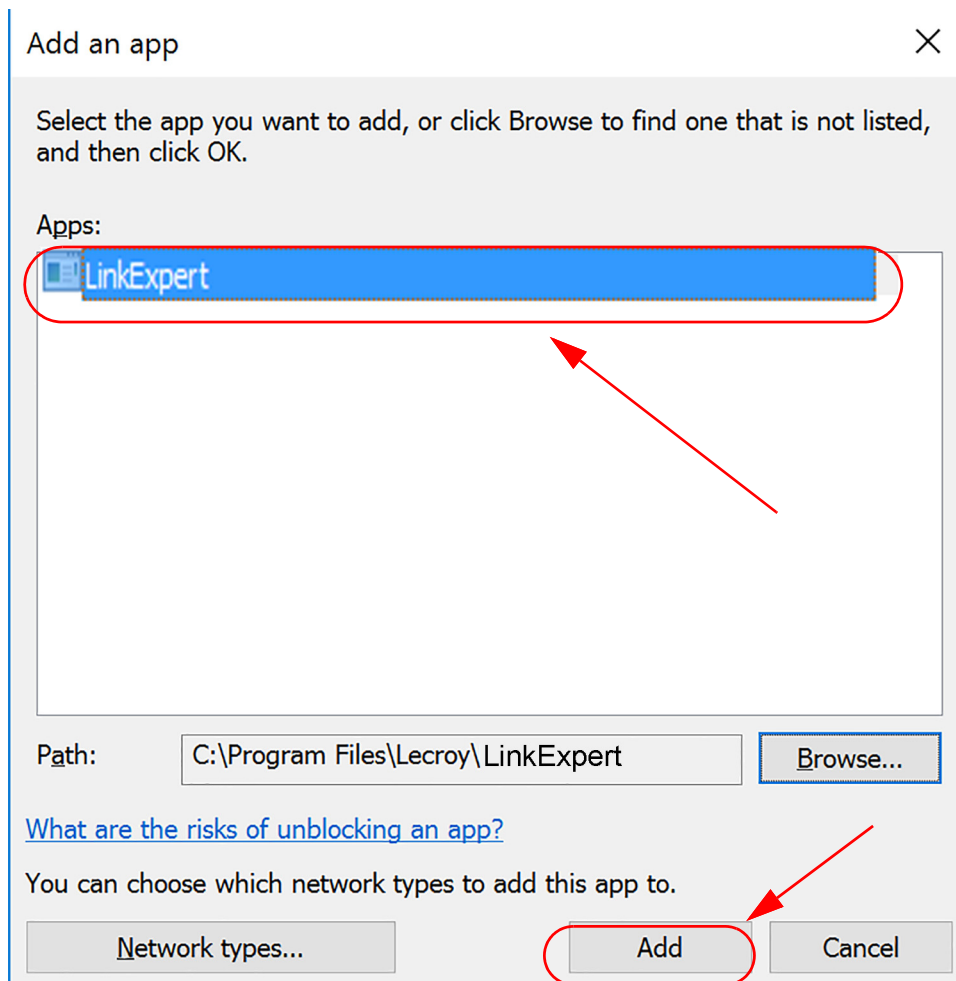 Add an app
Select the app you want to add, or click Browse to find one that is not listed,
and then click OK.
Apps:
LinkExpert
Path:
C:\Program Files\Lecroy\LinkExpert
Browse...
What are the risks of unblocking an app?
You can choose which network types to add this app to.
Network types...
Add
Cancel